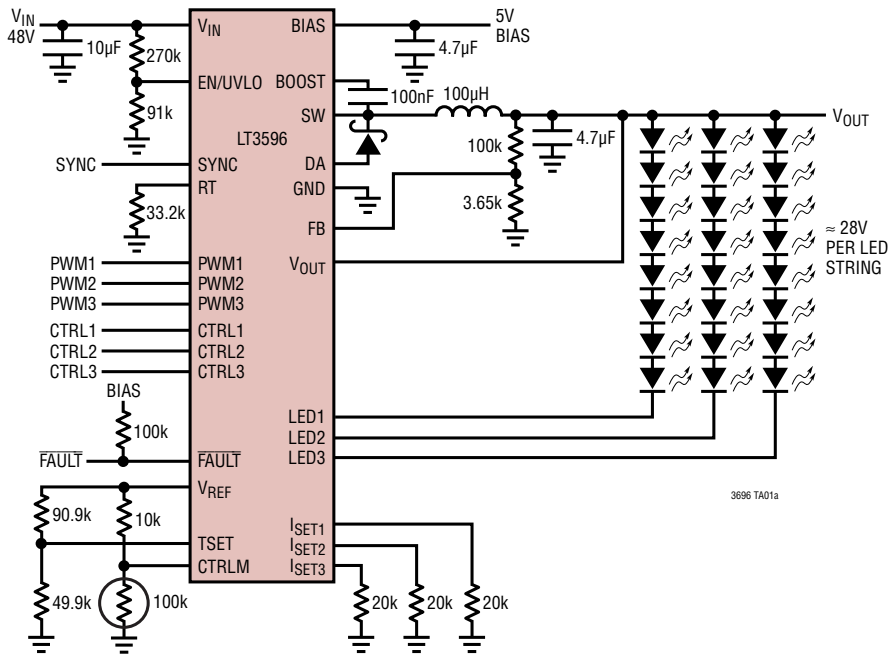 VIN
48V
10µF
270k
91k
VIN
EN/UVLO
BIAS
5V
BIAS
4.7µF
BOOST
100nF
100µH
SW
VOUT
LT3596
100k
4.7µF
SYNC
SYNC
DA
RT
GND
33.2k
3.65k
FB
≈ 28V
PER LED
STRING
PWM1
PWM1
VOUT
PWM2
PWM2
PWM3
PWM3
CTRL1
CTRL1
CTRL2
CTRL2
CTRL3
CTRL3
BIAS
100k
LED1
LED2
LED3
FAULT
FAULT
VREF
3696 TA01a
90.9k
10k
TSET
CTRLM
ISET1
ISET2
ISET3
49.9k
100k
20k
20k
20k